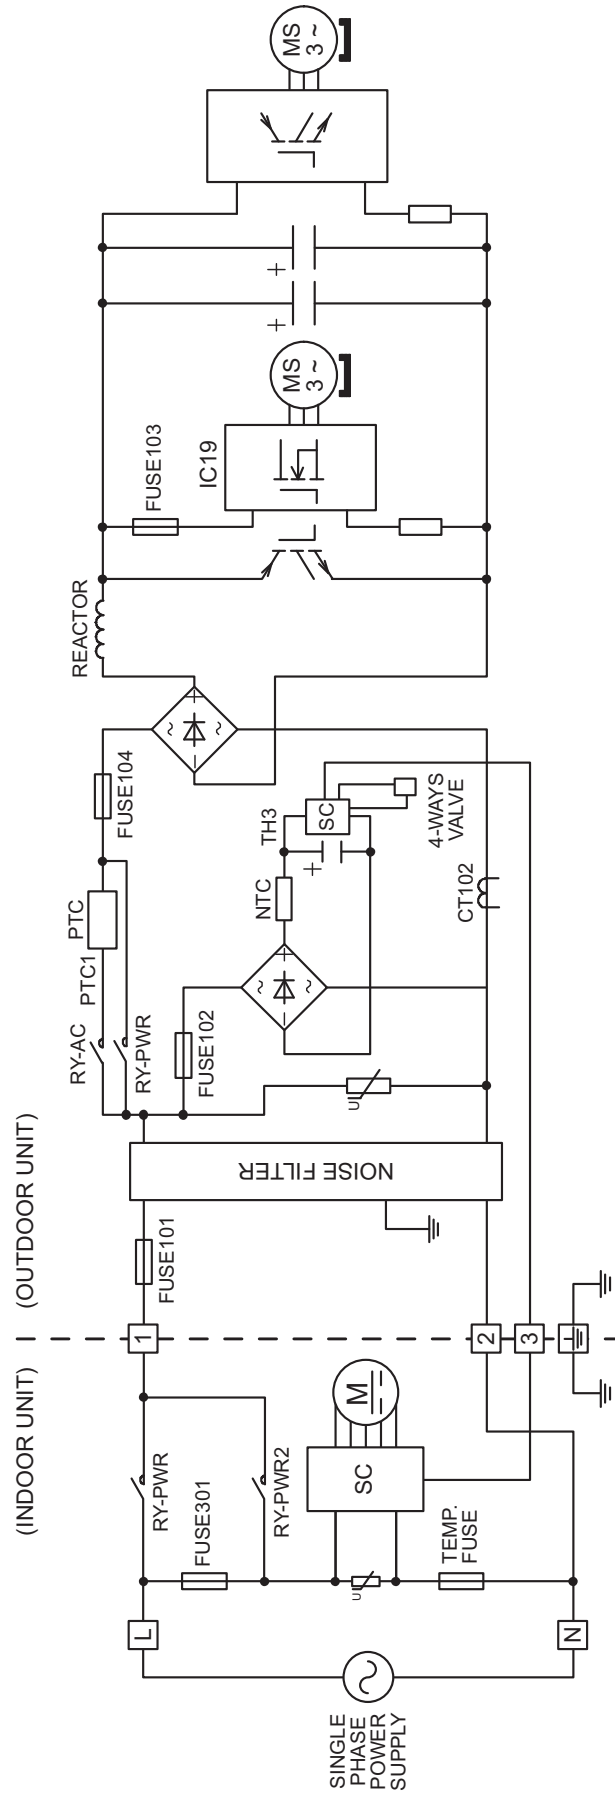 (INDOOR UNIT)
(OUTDOOR UNIT)
SINGLE
PHASE
POWER
SUPPLY
L
N
RY-PWR
FUSE301
RY-PWR2
U
TEMP.
FUSE
SC
M
1
2
3
FUSE101
NOISE FILTER
U
RY-AC
RY-PWR
PTC1
PTC
FUSE102
FUSE104
~
+
~
−
NTC
TH3
+
SC
4-WAYS
VALVE
CT102
~
+
~
−
REACTOR
FUSE103
IC19
MS
3 ~
+
+
MS
3 ~